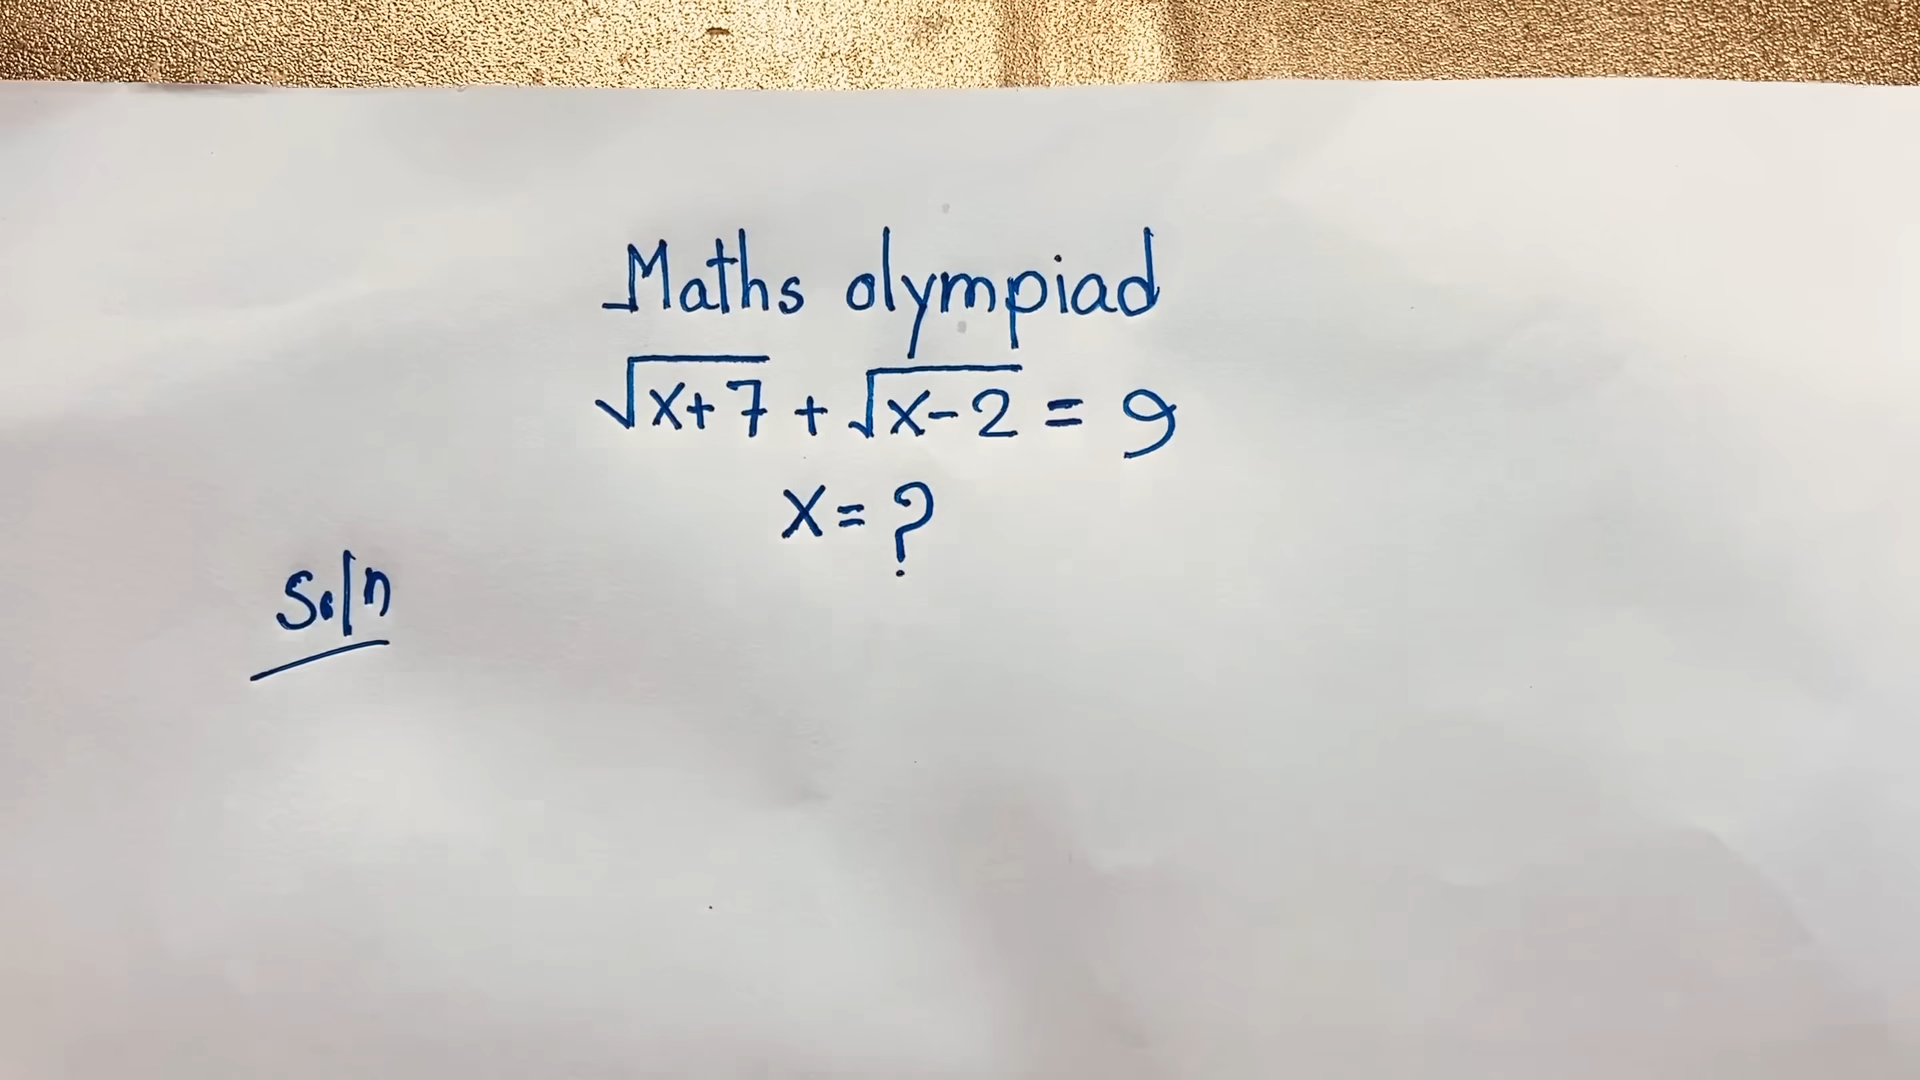 Maths olympiad
√x+7 + √x-2 = 9
x = ?
Soln